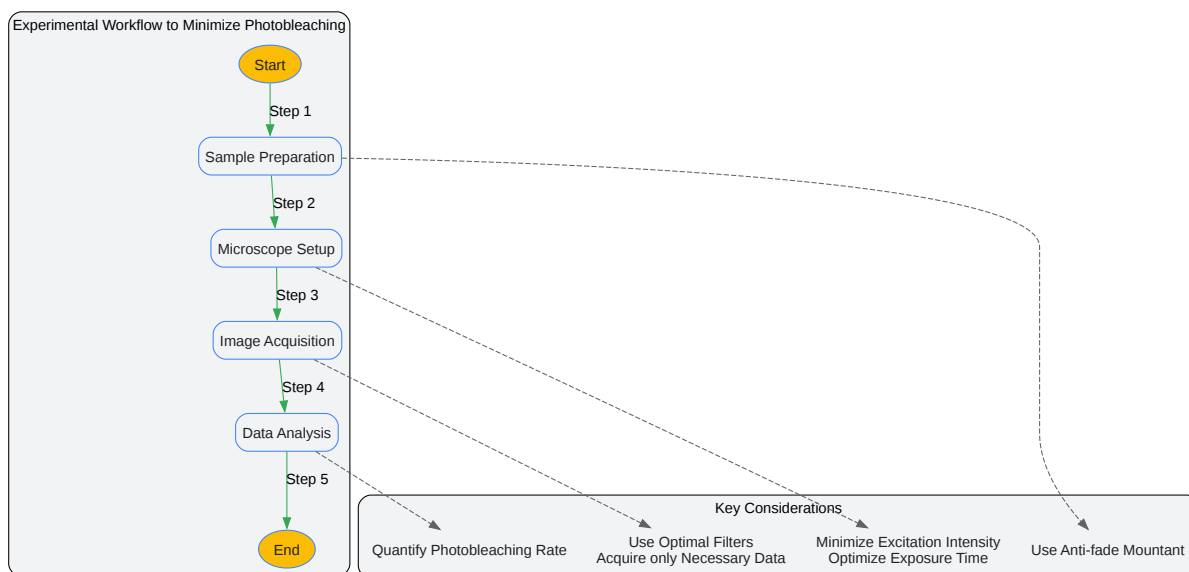 Experimental Workflow to Minimize Photobleaching
Start
Step 1
Sample Preparation
Step 2
Microscope Setup
Step 3
Image Acquisition
Step 4
Data Analysis
Step 5
End
Key Considerations
Quantify Photobleaching Rate
Use Optimal Filters
Acquire only Necessary Data
Minimize Excitation Intensity
Optimize Exposure Time
Use Anti-fade Mountant